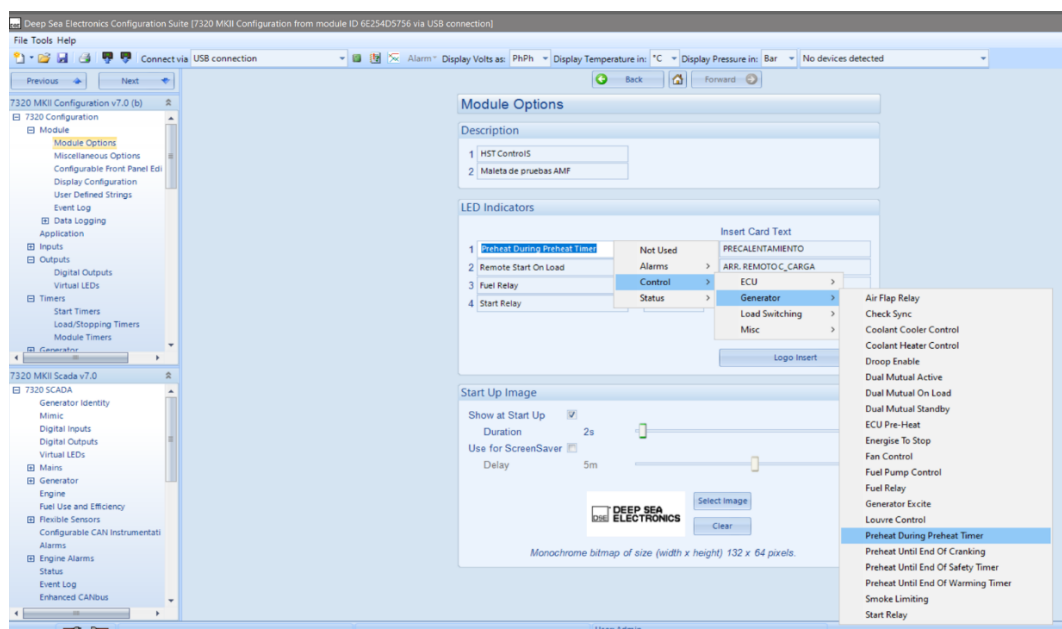 Deep Sea Electronics Configuration Suite [7320 MKII Configuration from module ID 6E254D5756 via USB connection]
File Tools Help
Connect via USB connection Alarm Display Volts as: PhPh Display Temperature in: °C Display Pressure in: Bar No devices detected
Previous Next
Back Forward
7320 MKII Configuration v7.0 (b)
7320 Configuration
Module
Module Options
Miscellaneous Options
Configurable Front Panel Edi
Display Configuration
User Defined Strings
Event Log
Data Logging
Application
Inputs
Outputs
Digital Outputs
Virtual LEDs
Timers
Start Timers
Load/Stopping Timers
Module Timers
Generator
7320 MKII Scada v7.0
7320 SCADA
Generator Identity
Mimic
Digital Inputs
Digital Outputs
Virtual LEDs
Mains
Generator
Engine
Fuel Use and Efficiency
Flexible Sensors
Configurable CAN Instrumentati
Alarms
Engine Alarms
Status
Event Log
Enhanced CANbus
Module Options
Description
1 HST ControlS
2 Maleta de pruebas AMF
LED Indicators
Insert Card Text
1 Preheat During Preheat Timer
PRECALENTAMIENTO
2 Remote Start On Load
ARR. REMOTO C_CARGA
3 Fuel Relay
4 Start Relay
Not Used
Alarms
Control
Status
ECU
Generator
Load Switching
Misc
Logo Insert
Air Flap Relay
Check Sync
Coolant Cooler Control
Coolant Heater Control
Droop Enable
Dual Mutual Active
Dual Mutual On Load
Dual Mutual Standby
ECU Pre-Heat
Energise To Stop
Fan Control
Fuel Pump Control
Fuel Relay
Generator Excite
Louvre Control
Preheat During Preheat Timer
Preheat Until End Of Cranking
Preheat Until End Of Safety Timer
Preheat Until End Of Warming Timer
Smoke Limiting
Start Relay
Start Up Image
Show at Start Up
Duration 2s
Use for ScreenSaver
Delay 5m
DSE DEEP SEA
ELECTRONICS
Select Image
Clear
Monochrome bitmap of size (width x height) 132 x 64 pixels.